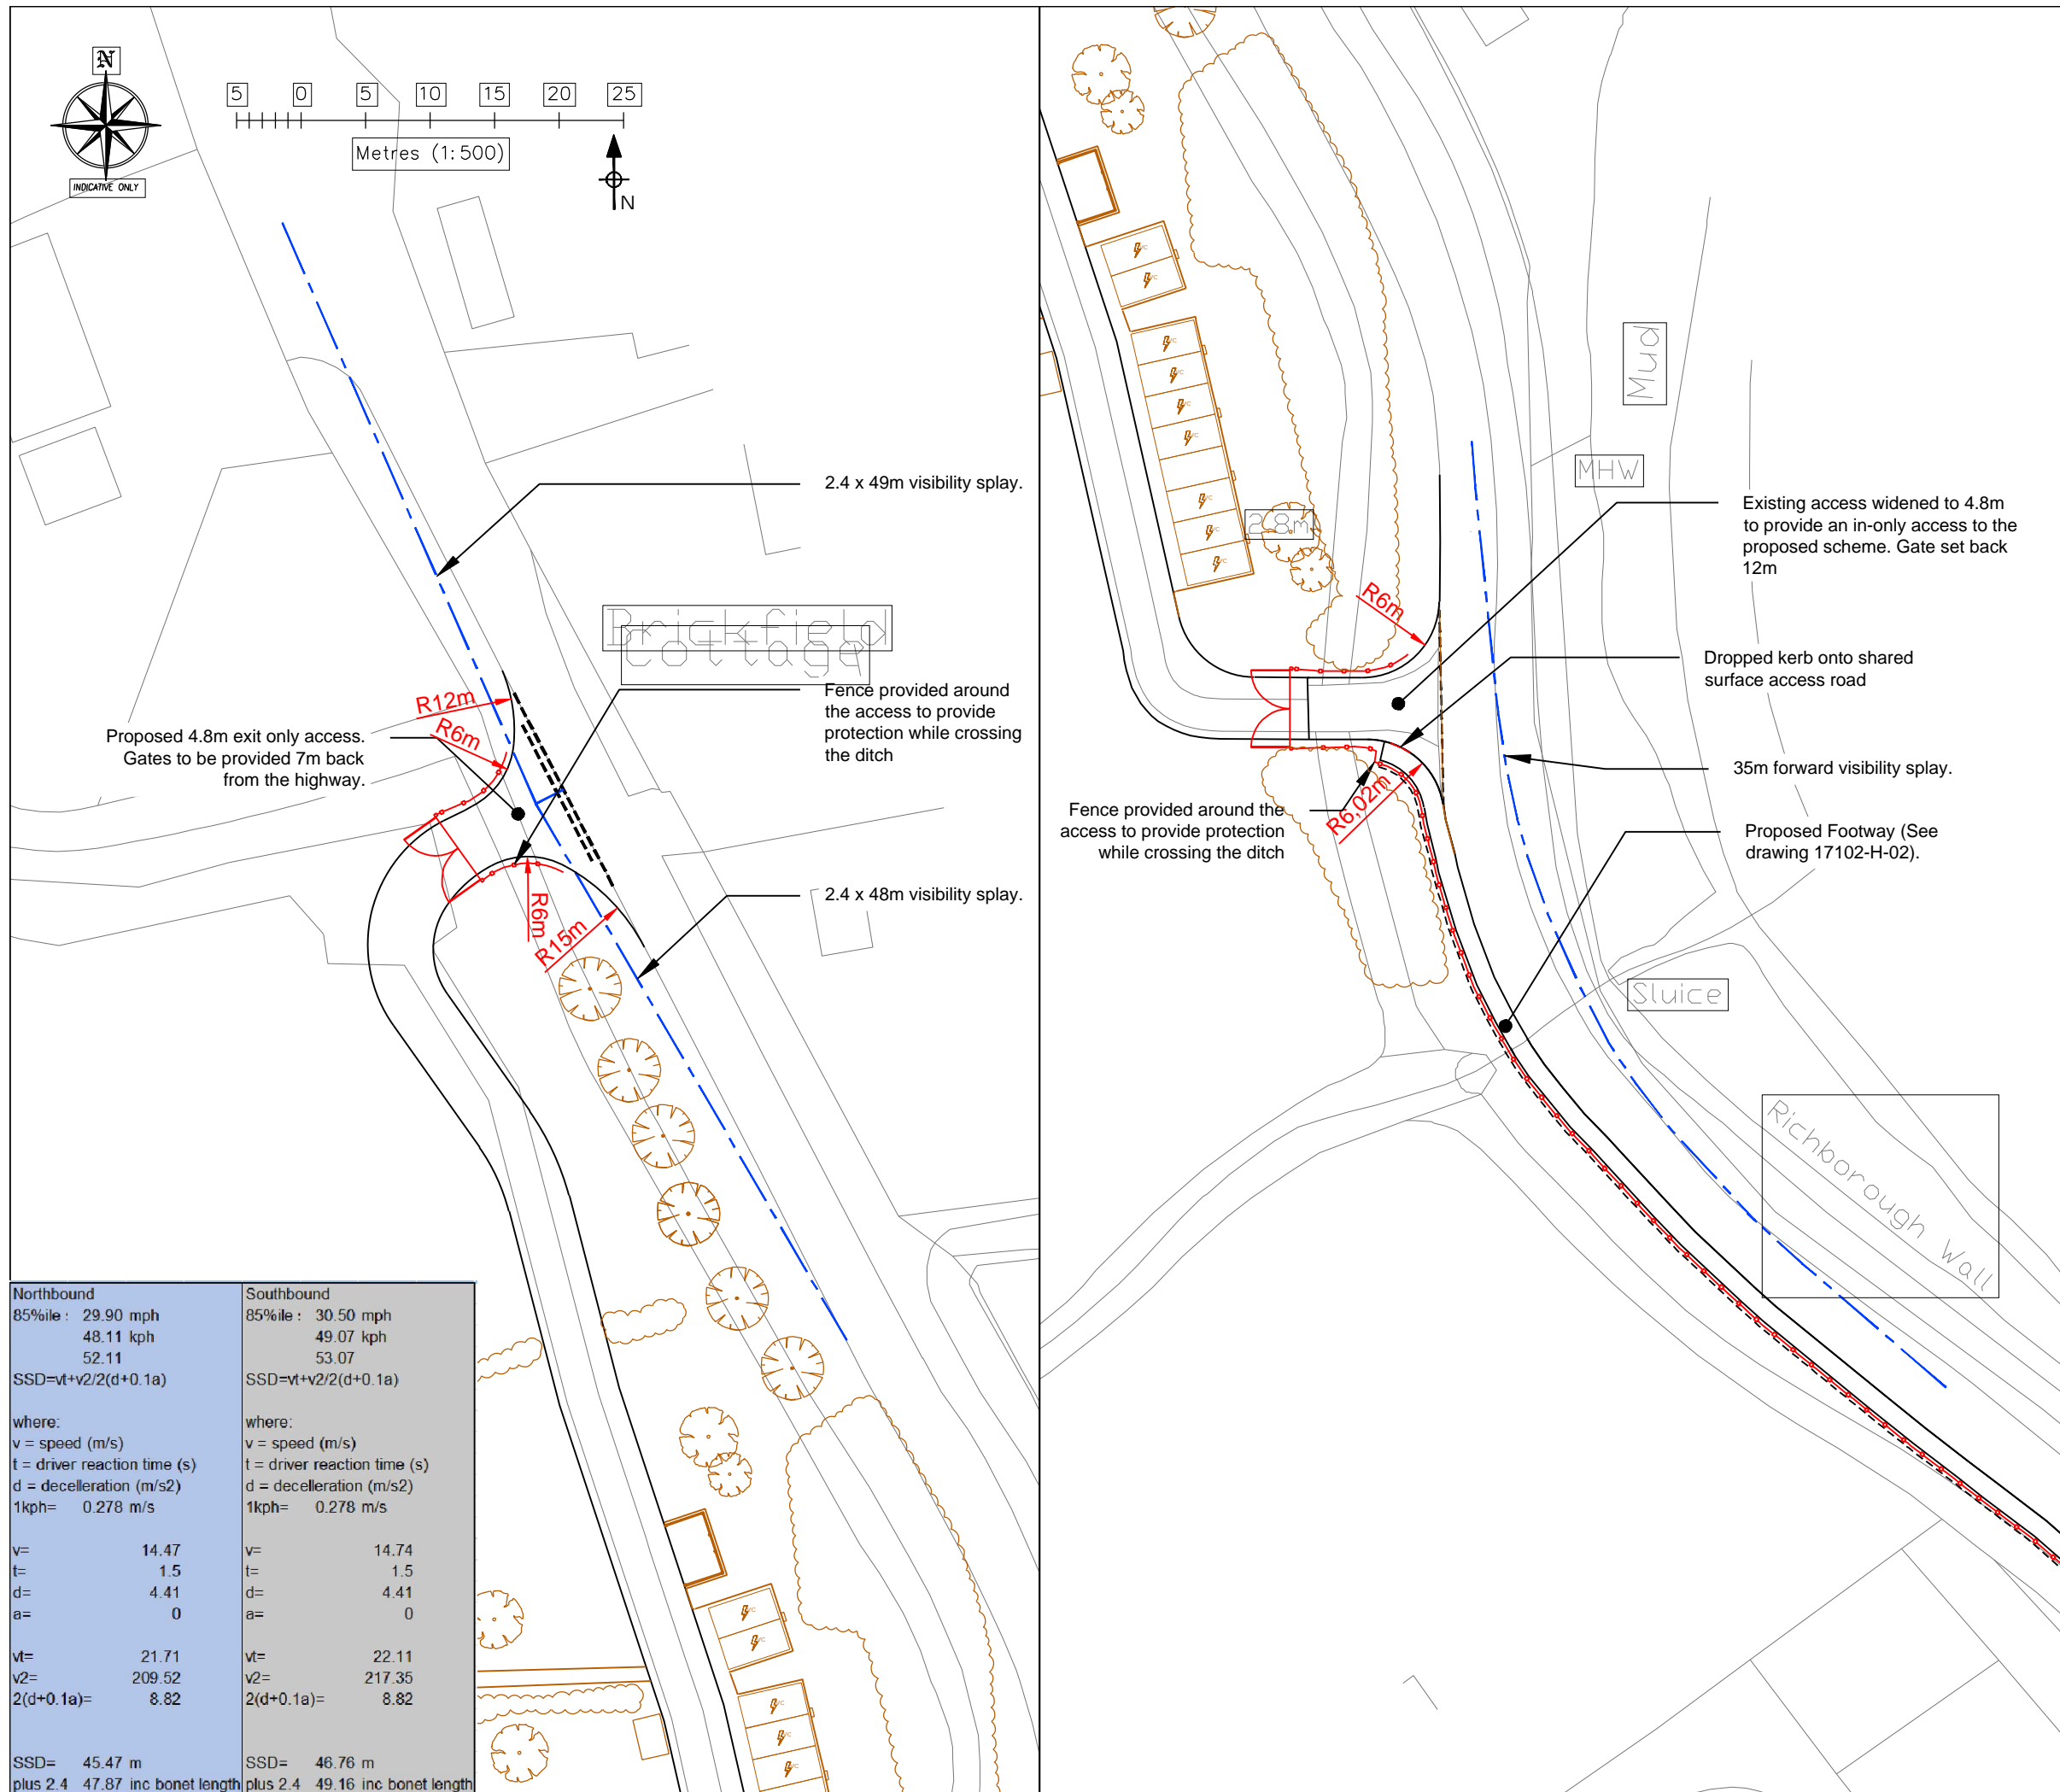 N
INDICATIVE ONLY
5 0 5 10 15 20 25
Metres (1:500)
N
2.4 x 49m visibility splay.
Brickfield
Cottage
R12m
R6m
Proposed 4.8m exit only access.
Gates to be provided 7m back
from the highway.
Fence provided around
the access to provide
protection while crossing
the ditch
R6m
R15m
2.4 x 48m visibility splay.
Northbound
85%ile : 29.90 mph
48.11 kph
52.11
SSD=vt+v2/2(d+0.1a)
where:
v = speed (m/s)
t = driver reaction time (s)
d = decelleration (m/s2)
1kph= 0.278 m/s
v= 14.47
t= 1.5
d= 4.41
a= 0
vt= 21.71
v2= 209.52
2(d+0.1a)= 8.82
SSD= 45.47 m
plus 2.4 47.87 inc bonet length
Southbound
85%ile : 30.50 mph
49.07 kph
53.07
SSD=vt+v2/2(d+0.1a)
where:
v = speed (m/s)
t = driver reaction time (s)
d = decelleration (m/s2)
1kph= 0.278 m/s
v= 14.74
t= 1.5
d= 4.41
a= 0
vt= 22.11
v2= 217.35
2(d+0.1a)= 8.82
SSD= 46.76 m
plus 2.4 49.16 inc bonet length
Mud
MHW
2.8m
Existing access widened to 4.8m
to provide an in-only access to the
proposed scheme. Gate set back
12m
R6m
Dropped kerb onto shared
surface access road
35m forward visibility splay.
Fence provided around the
access to provide protection
while crossing the ditch
R6,02m
Proposed Footway (See
drawing 17102-H-02).
Sluice
Richborough Wall